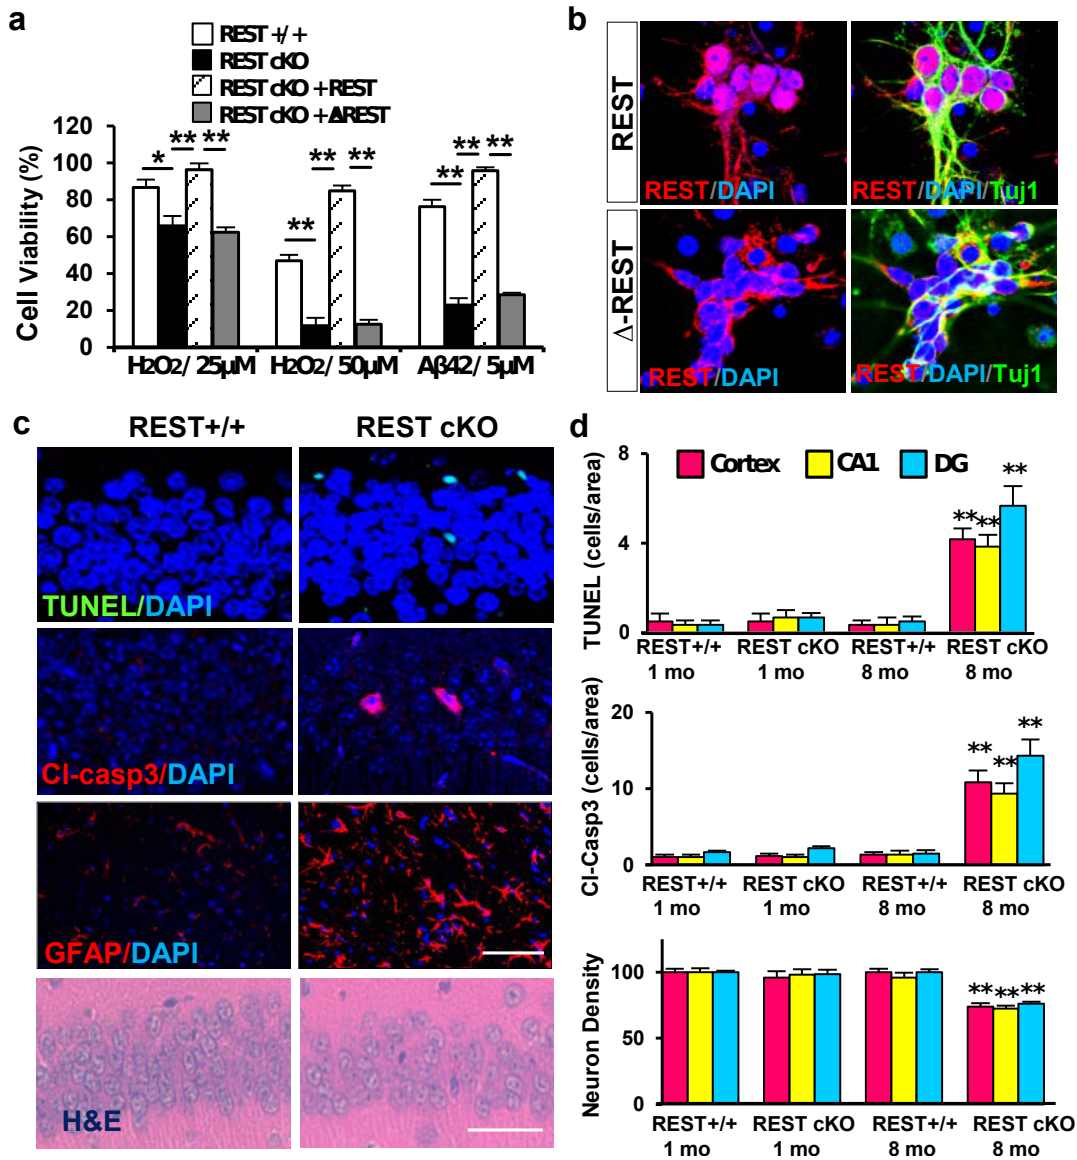 a
REST +/+
REST cKO
REST cKO + REST
REST cKO + ΔREST
Cell Viability (%)
120
100
80
60
40
20
0
* ** **
** ** **
** ** **
H2O2/ 25µM
H2O2/ 50µM
Aβ42/ 5µM
b
REST
REST/DAPI
REST/DAPI/Tuj1
Δ-REST
REST/DAPI
REST/DAPI/Tuj1
c
REST+/+
REST cKO
TUNEL/DAPI
Cl-casp3/DAPI
GFAP/DAPI
H&E
d
Cortex
CA1
DG
TUNEL (cells/area)
8
4
0
** ** **
REST+/+ REST cKO REST+/+ REST cKO
1 mo 1 mo 8 mo 8 mo
Cl-Casp3 (cells/area)
20
10
0
** ** **
REST+/+ REST cKO REST+/+ REST cKO
1 mo 1 mo 8 mo 8 mo
Neuron Density
100
50
0
** ** **
REST+/+ REST cKO REST+/+ REST cKO
1 mo 1 mo 8 mo 8 mo